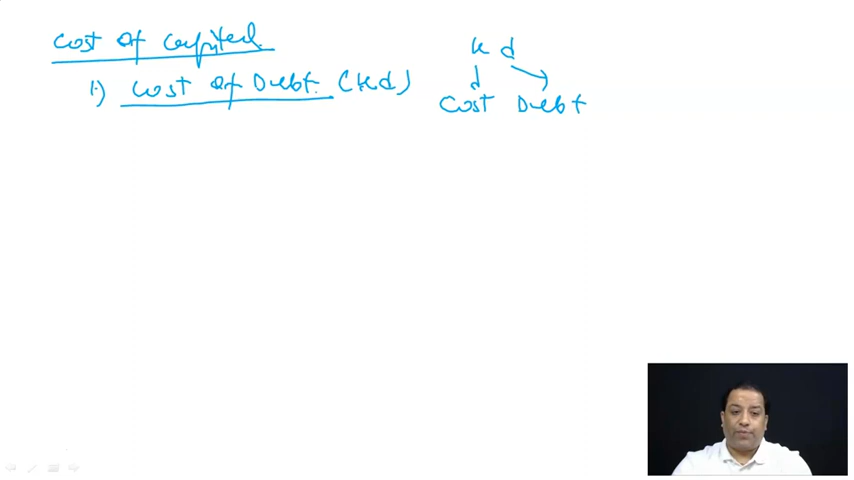 Cost of Capital
1.) Cost of Debt (Kd)
K d
Cost Debt